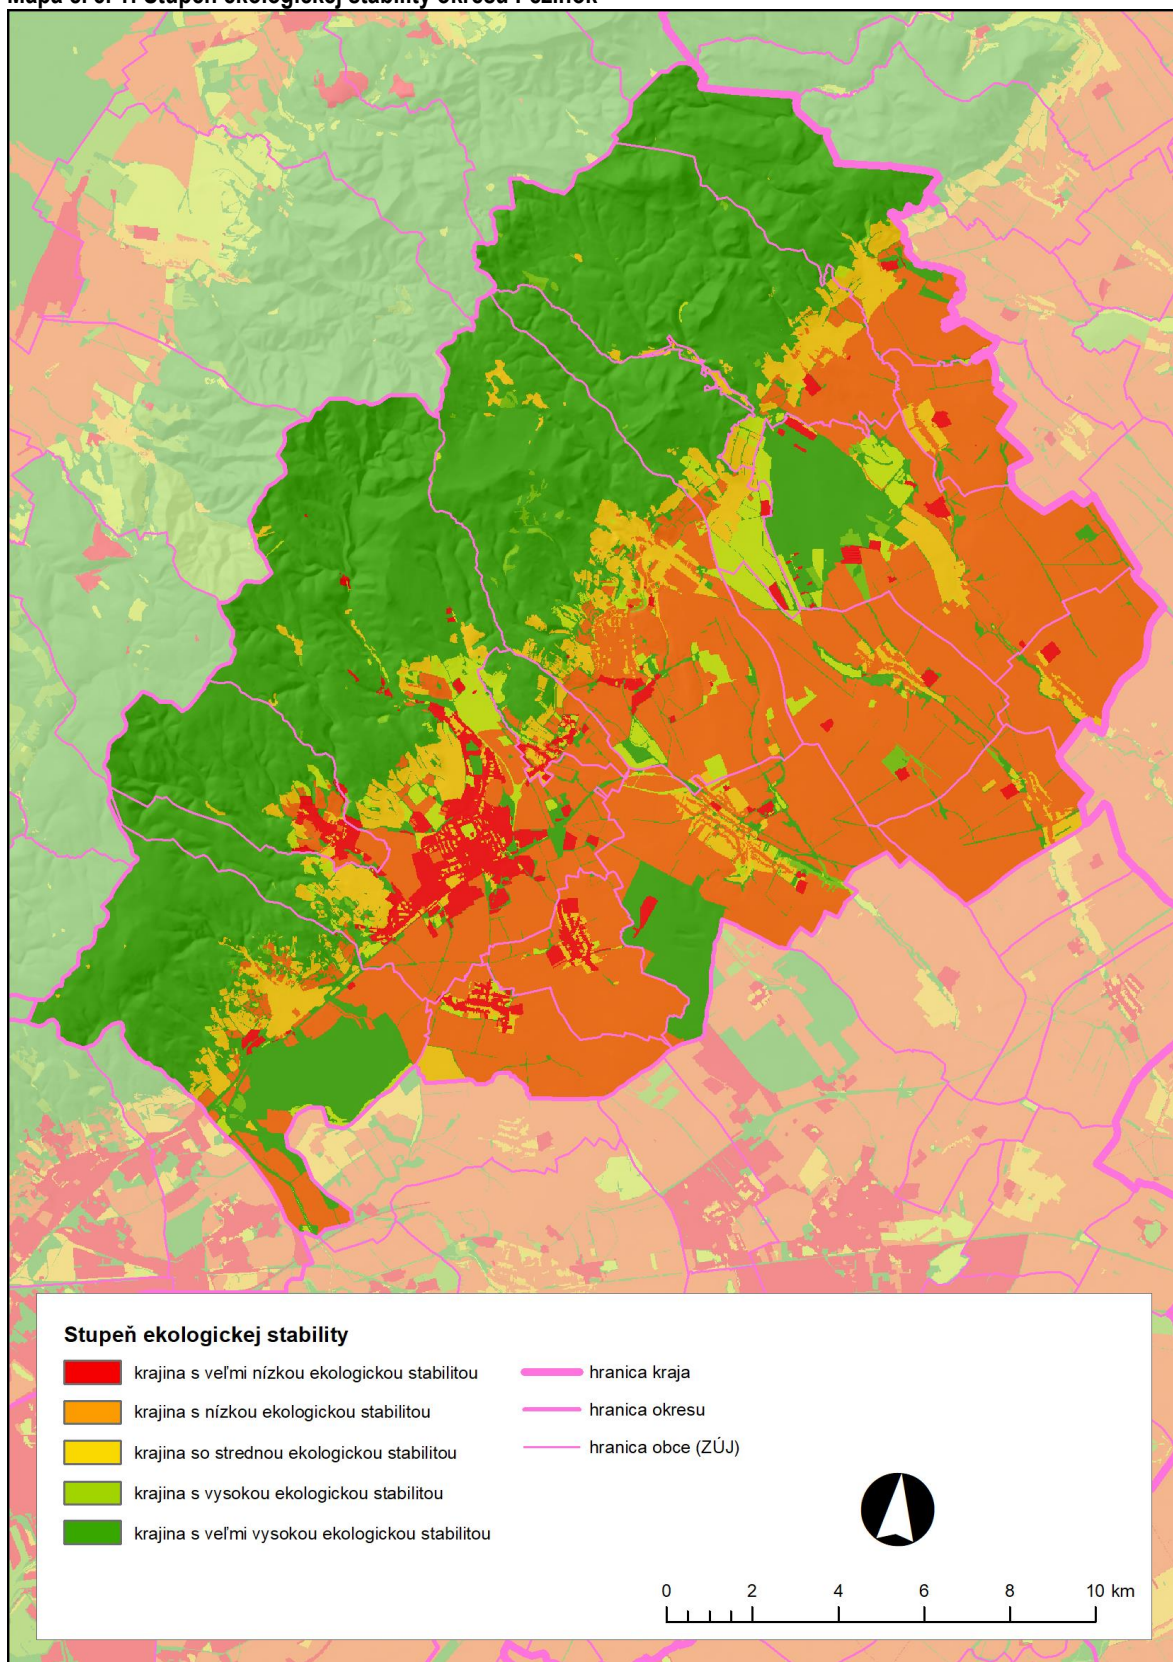 Stupeň ekologickej stability
krajina s veľmi nízkou ekologickou stabilitou
krajina s nízkou ekologickou stabilitou
krajina so strednou ekologickou stabilitou
krajina s vysokou ekologickou stabilitou
krajina s veľmi vysokou ekologickou stabilitou
hranica kraja
hranica okresu
hranica obce (ZÚJ)
0 2 4 6 8 10 km